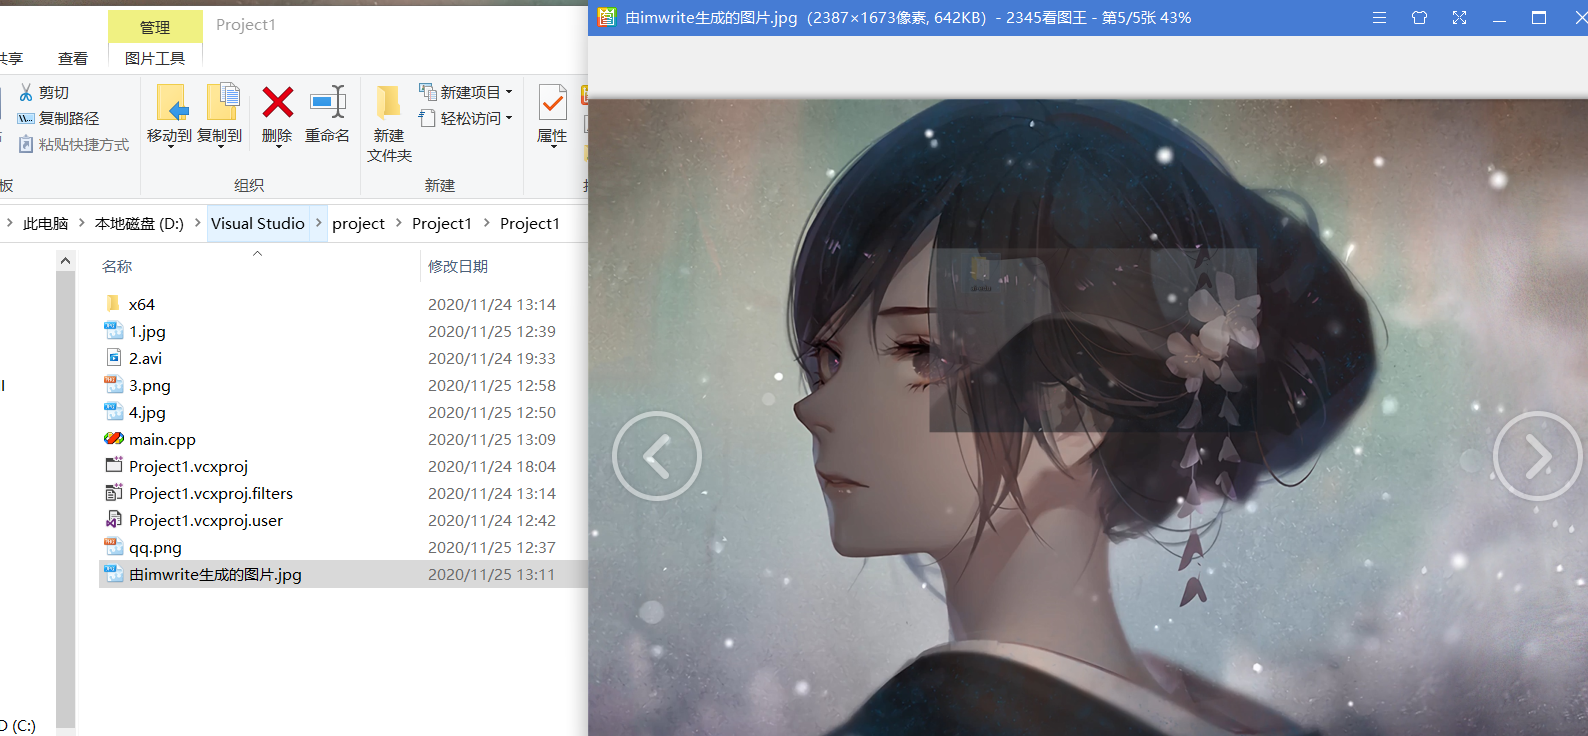 管理
Project1
共享
查看
图片工具
剪切
复制路径
粘贴快捷方式
板
移动到
复制到
删除
重命名
组织
新建
文件夹
新建项目
轻松访问
新建
属性
此电脑
本地磁盘 (D:)
Visual Studio
project
Project1
Project1
名称
修改日期
x64
2020/11/24 13:14
1.jpg
2020/11/25 12:39
2.avi
2020/11/24 19:33
3.png
2020/11/25 12:58
4.jpg
2020/11/25 12:50
main.cpp
2020/11/25 13:09
Project1.vcxproj
2020/11/24 18:04
Project1.vcxproj.filters
2020/11/24 13:14
Project1.vcxproj.user
2020/11/24 12:42
qq.png
2020/11/25 12:37
由imwrite生成的图片.jpg
2020/11/25 13:11
(C:)
由imwrite生成的图片.jpg (2387×1673像素, 642KB) - 2345看图王 - 第5/5张 43%